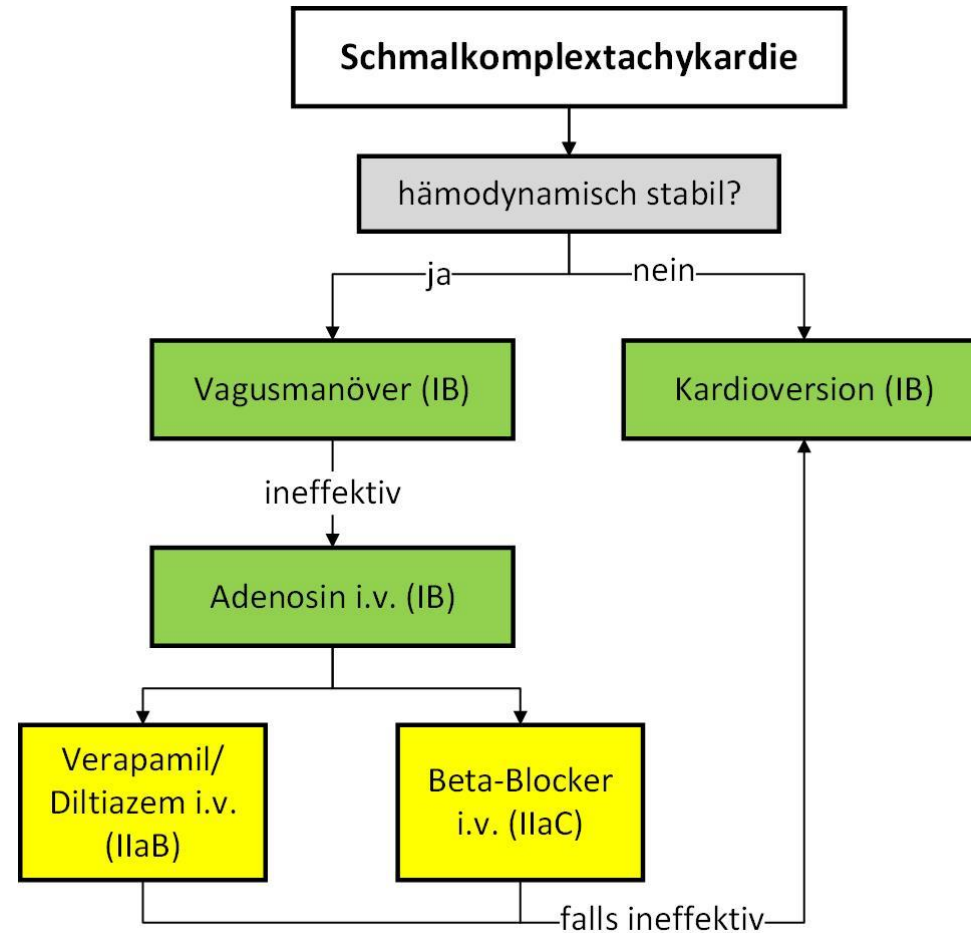 Schmalkomplextachykardie
hämodynamisch stabil?
ja
nein
Vagusmanöver (IB)
Kardioversion (IB)
ineffektiv
Adenosin i.v. (IB)
Verapamil/
Diltiazem i.v.
(IIaB)
Beta-Blocker
i.v. (IIaC)
falls ineffektiv